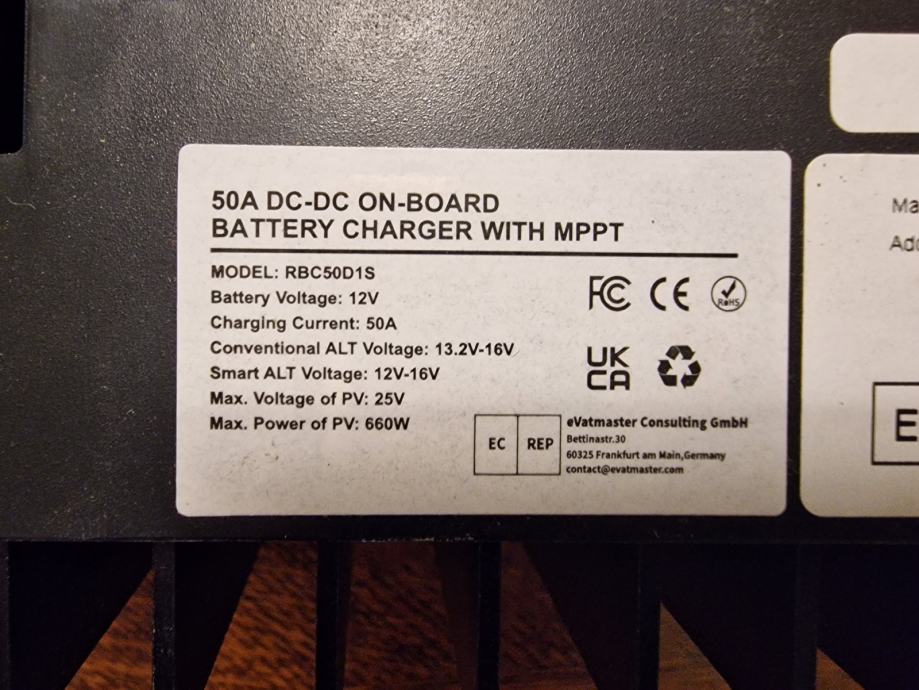 50A DC-DC ON-BOARD
BATTERY CHARGER WITH MPPT
MODEL: RBC50D1S
Battery Voltage: 12V
Charging Current: 50A
Conventional ALT Voltage: 13.2V-16V
Smart ALT Voltage: 12V-16V
Max. Voltage of PV: 25V
Max. Power of PV: 660W
FC CE RoHS
UK
CA
EC REP
eVatmaster Consulting GmbH
Bettinastr.30
60325 Frankfurt am Main,Germany
contact@evatmaster.com